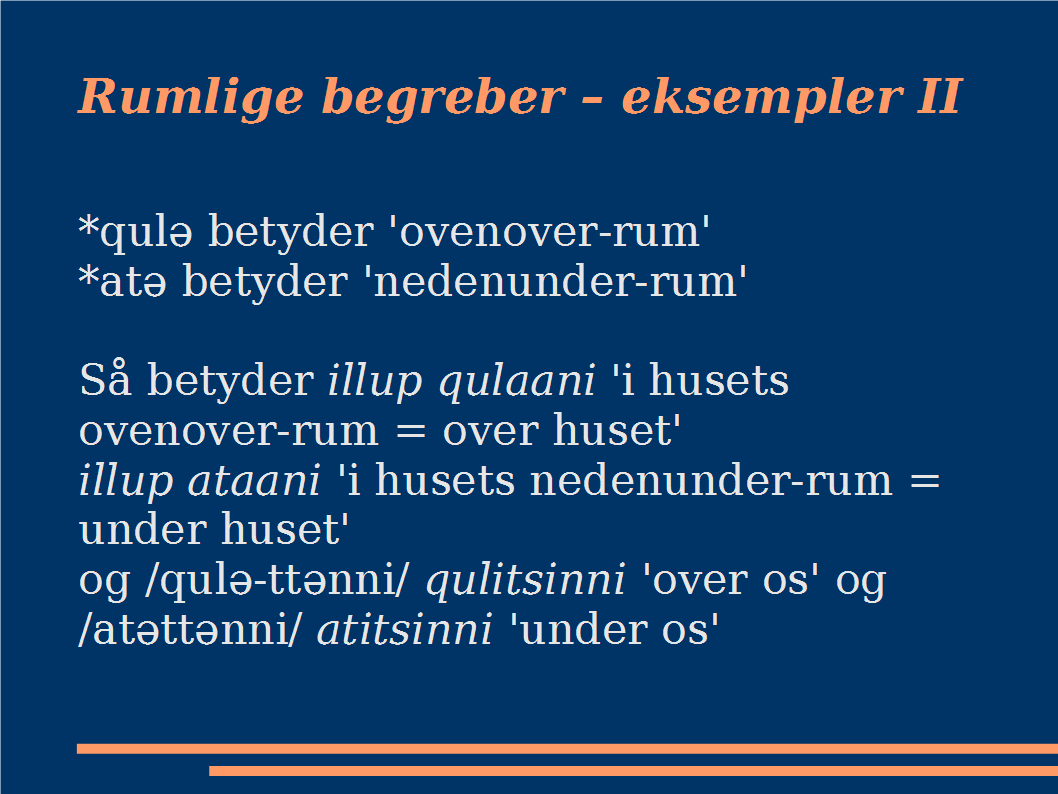 Rumlige begreber – eksempler II
*qulə betyder 'ovenover-rum'
*atə betyder 'nedenunder-rum'
Så betyder illup qulaani 'i husets
ovenover-rum = over huset'
illup ataani 'i husets nedenunder-rum =
under huset'
og /qulə-ttənni/ qulitsinni 'over os' og
/atəttənni/ atitsinni 'under os'